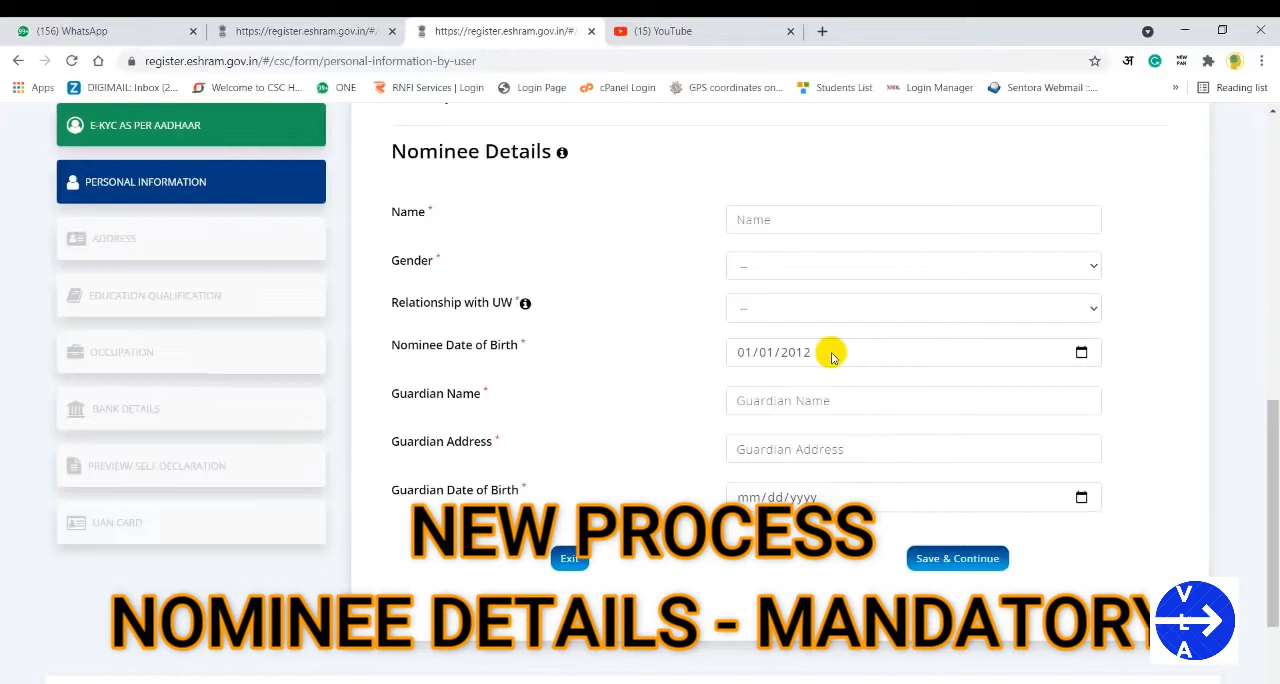 (156) WhatsApp
https://register.eshram.gov.in/#/
https://register.eshram.gov.in/#/
(15) YouTube
register.eshram.gov.in/#/csc/form/personal-information-by-user
अ
NEW PAN
Apps
DIGIMAIL: Inbox (2...
Welcome to CSC H...
ONE
RNFI Services | Login
Login Page
cPanel Login
GPS coordinates on...
Students List
Login Manager
Sentora Webmail ::...
»
Reading list
E-KYC AS PER AADHAAR
PERSONAL INFORMATION
ADDRESS
EDUCATION QUALIFICATION
OCCUPATION
BANK DETAILS
PREVIEW/ SELF DECLARATION
UAN CARD
Nominee Details
Name *
Name
Gender *
--
Relationship with UW *
--
Nominee Date of Birth *
01/01/2012
Guardian Name *
Guardian Name
Guardian Address *
Guardian Address
Guardian Date of Birth *
mm/dd/yyyy
Exit
Save & Continue
NEW PROCESS
NOMINEE DETAILS - MANDATORY
V
L
A